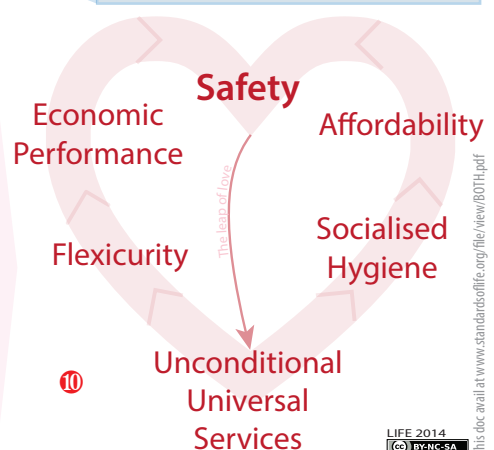 Safety
Economic
Performance
Affordability
The leap of love
Flexicurity
Socialised
Hygiene
Unconditional
Universal
Services
10
LIFE 2014
cc BY-NC-SA
his doc avail at www.standardsoflife.org/file/view/BOTH.pdf